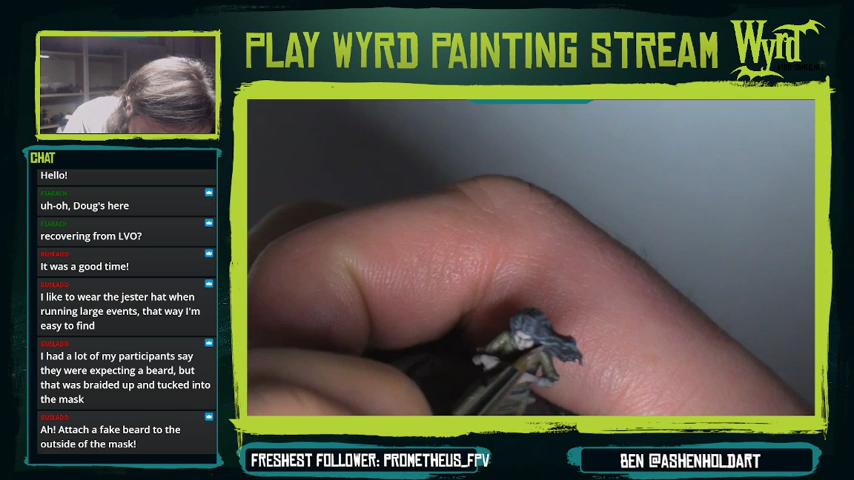 PLAY WYRD PAINTING STREAM
Wyrd
CHAT
Hello!
uh-oh, Doug's here
recovering from LVO?
It was a good time!
I like to wear the jester hat when
running large events, that way I'm
easy to find
I had a lot of my participants say
they were expecting a beard, but
that was braided up and tucked into
the mask
Ah! Attach a fake beard to the
outside of the mask!
FRESHEST FOLLOWER: PROMETHEUS_FPV
BEN @ASHENHOLDART